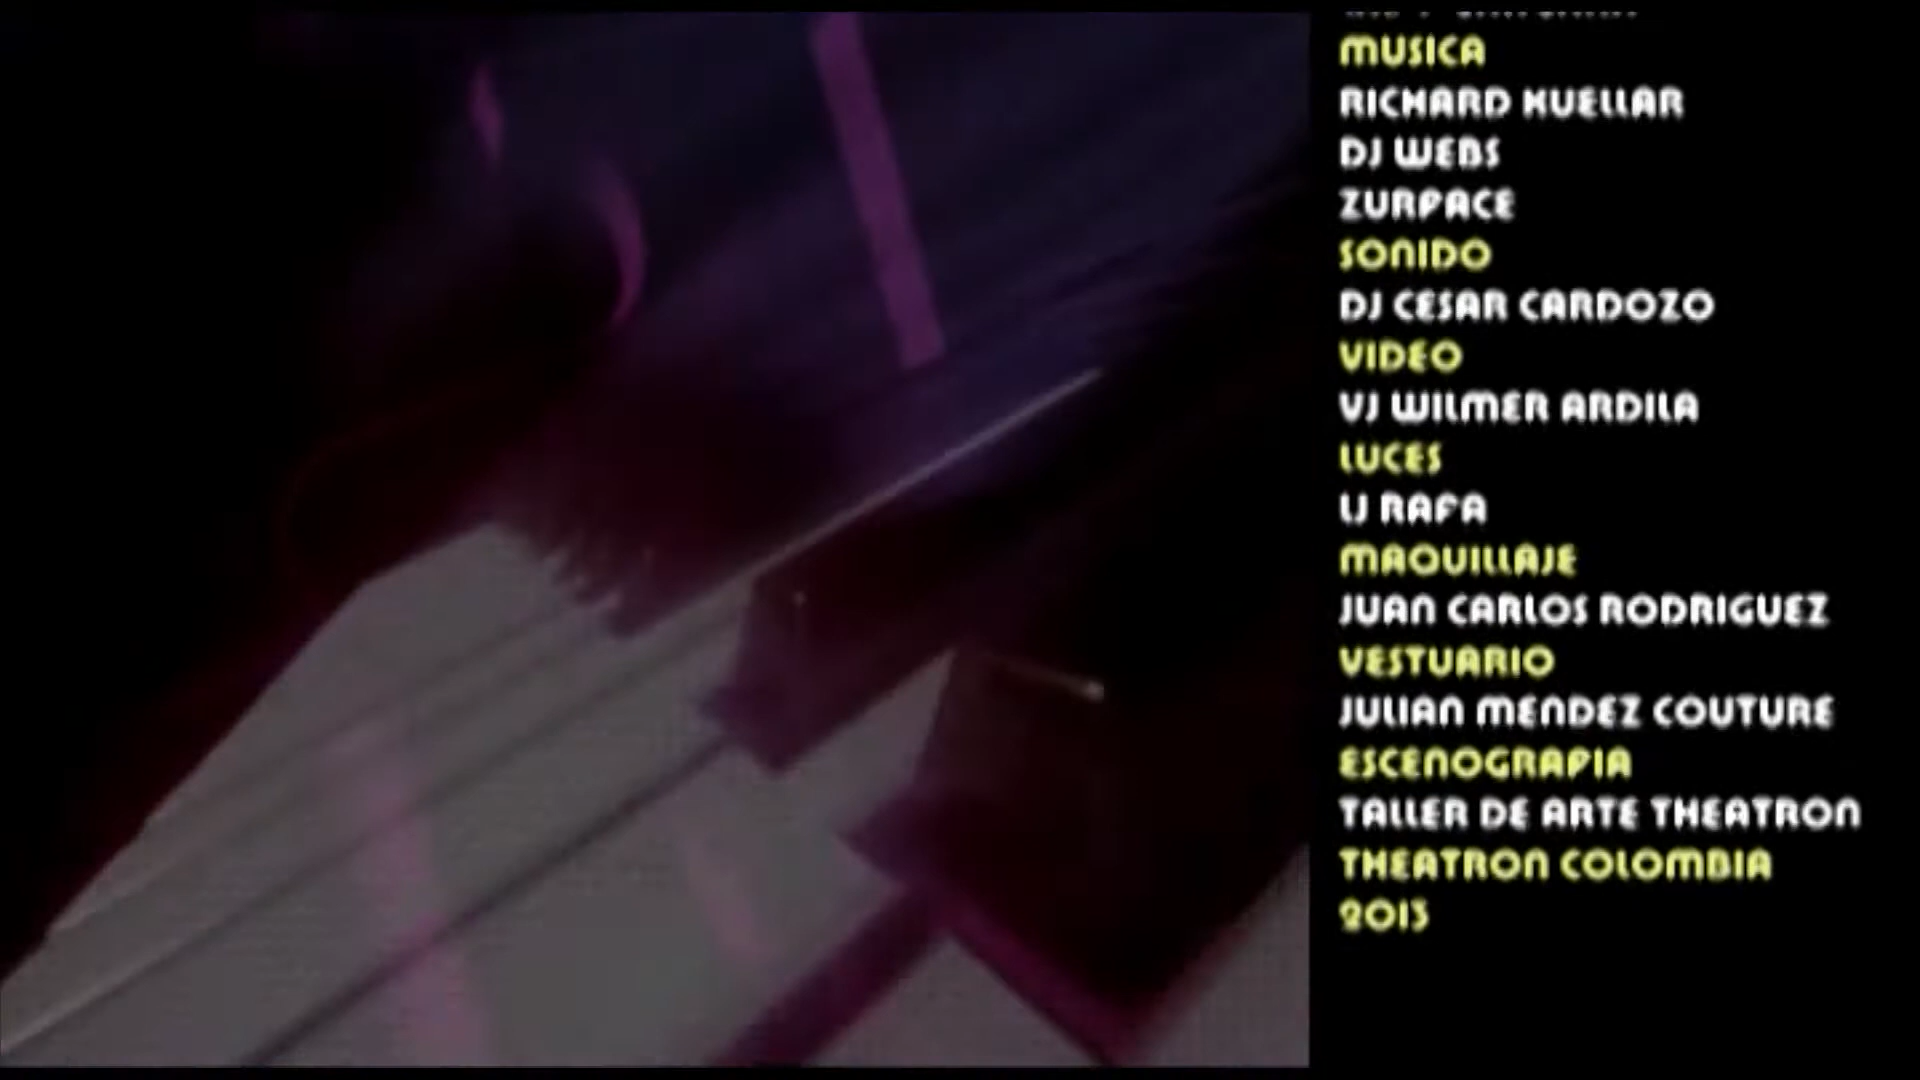 MUSICA
RICHARD KUELLAR
DJ WEBS
ZURPACE
SONIDO
DJ CESAR CARDOZO
VIDEO
VJ WILMER ARDILA
LUCES
LJ RAFA
MAQUILLAJE
JUAN CARLOS RODRIGUEZ
VESTUARIO
JULIAN MENDEZ COUTURE
ESCENOGRAPIA
TALLER DE ARTE THEATRON
THEATRON COLOMBIA
2013